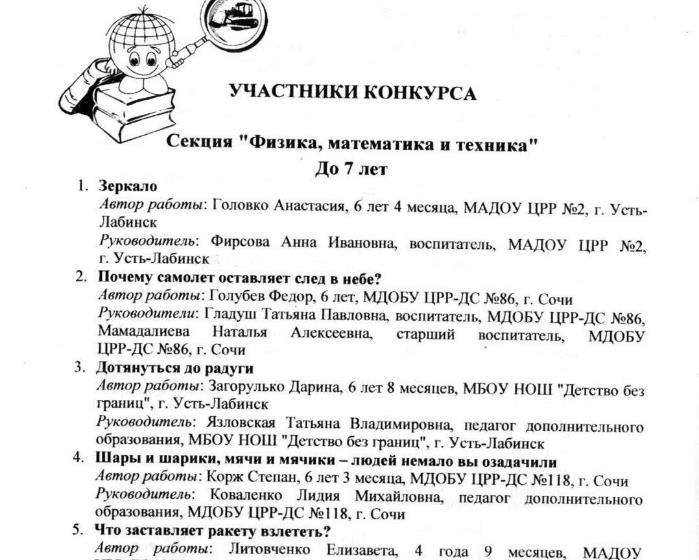 УЧАСТНИКИ КОНКУРСА
Секция "Физика, математика и техника"
До 7 лет
1. Зеркало
Автор работы: Головко Анастасия, 6 лет 4 месяца, МАДОУ ЦРР №2, г. Усть-
Лабинск
Руководитель: Фирсова Анна Ивановна, воспитатель, МАДОУ ЦРР №2,
г. Усть-Лабинск
2. Почему самолет оставляет след в небе?
Автор работы: Голубев Федор, 6 лет, МДОБУ ЦРР-ДС №86, г. Сочи
Руководители: Гладуш Татьяна Павловна, воспитатель, МДОБУ ЦРР-ДС №86,
Мамадалиева Наталья Алексеевна, старший воспитатель, МДОБУ
ЦРР-ДС №86, г. Сочи
3. Дотянуться до радуги
Автор работы: Загорулько Дарина, 6 лет 8 месяцев, МБОУ НОШ "Детство без
границ", г. Усть-Лабинск
Руководитель: Язловская Татьяна Владимировна, педагог дополнительного
образования, МБОУ НОШ "Детство без границ", г. Усть-Лабинск
4. Шары и шарики, мячи и мячики – людей немало вы озадачили
Автор работы: Корж Степан, 6 лет 3 месяца, МДОБУ ЦРР-ДС №118, г. Сочи
Руководитель: Коваленко Лидия Михайловна, педагог дополнительного
образования, МДОБУ ЦРР-ДС №118, г. Сочи
5. Что заставляет ракету взлететь?
Автор работы: Литовченко Елизавета, 4 года 9 месяцев, МАДОУ